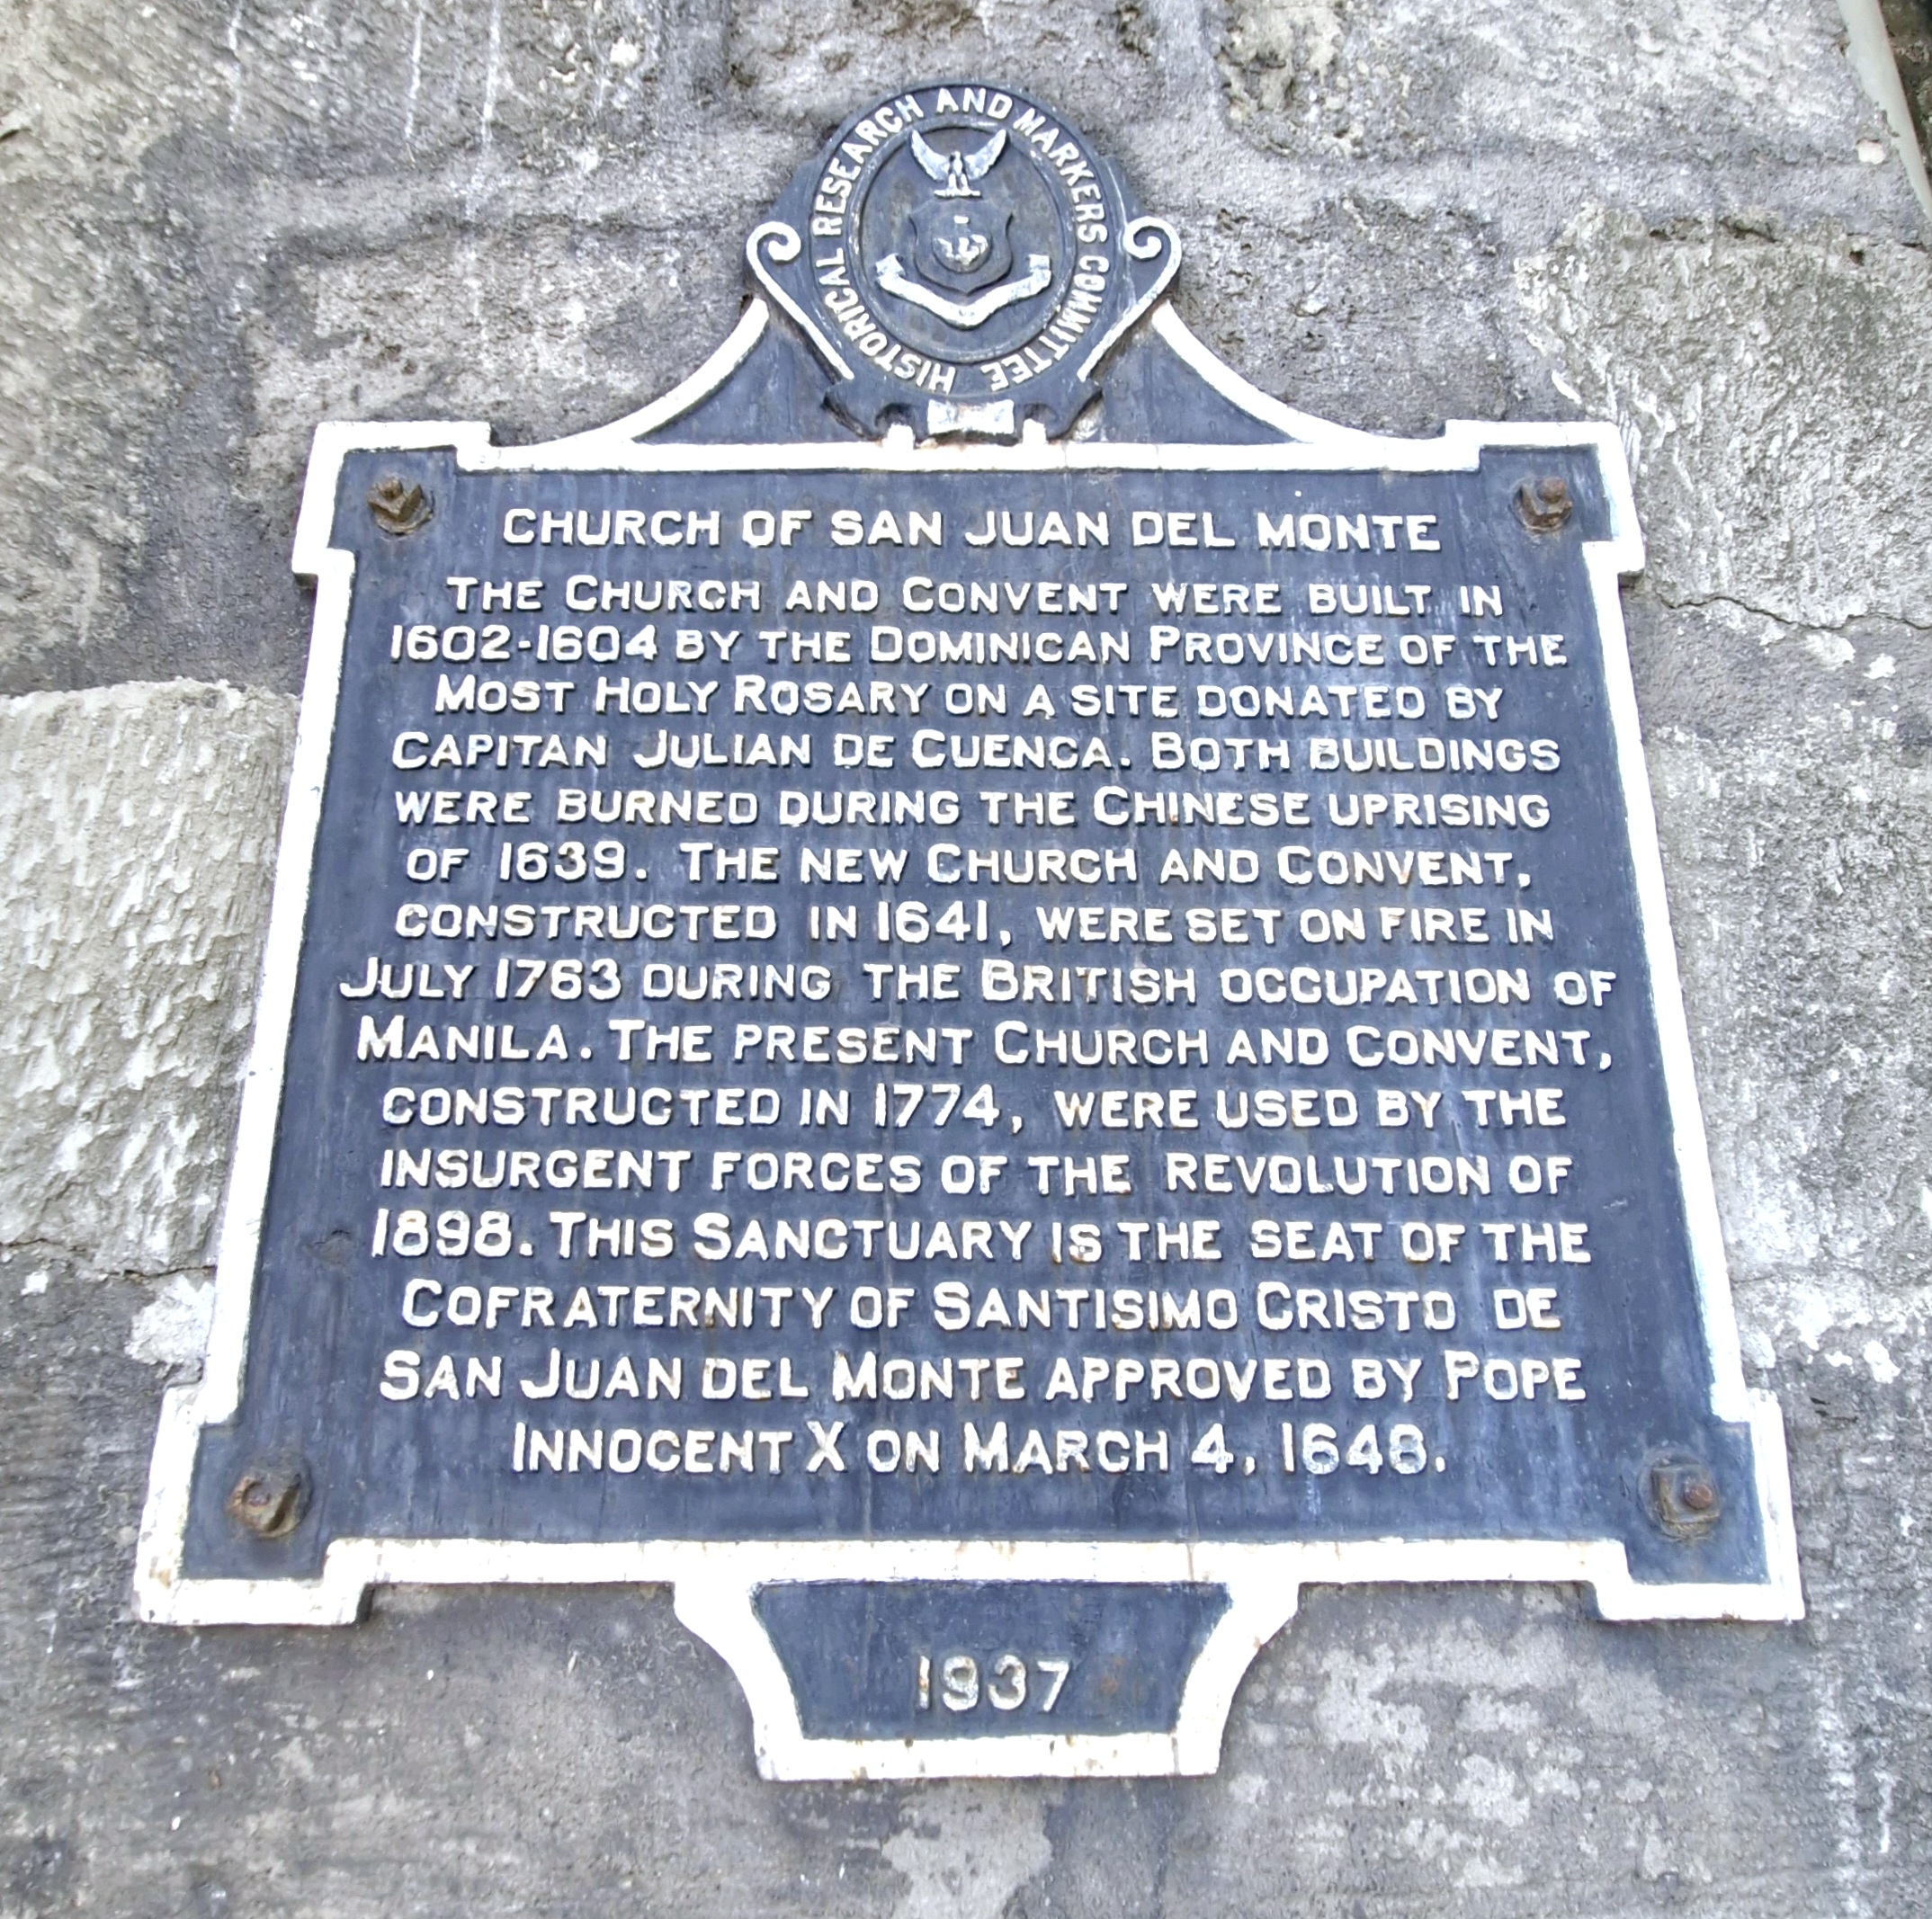 HISTORICAL RESEARCH AND MARKERS COMMITTEE
CHURCH OF SAN JUAN DEL MONTE
THE CHURCH AND CONVENT WERE BUILT IN
1602-1604 BY THE DOMINICAN PROVINCE OF THE
MOST HOLY ROSARY ON A SITE DONATED BY
CAPITAN JULIAN DE CUENCA. BOTH BUILDINGS
WERE BURNED DURING THE CHINESE UPRISING
OF 1639. THE NEW CHURCH AND CONVENT,
CONSTRUCTED IN 1641, WERE SET ON FIRE IN
JULY 1763 DURING THE BRITISH OCCUPATION OF
MANILA. THE PRESENT CHURCH AND CONVENT,
CONSTRUCTED IN 1774, WERE USED BY THE
INSURGENT FORCES OF THE REVOLUTION OF
1898. THIS SANCTUARY IS THE SEAT OF THE
COFRATERNITY OF SANTISIMO CRISTO DE
SAN JUAN DEL MONTE APPROVED BY POPE
INNOCENT X ON MARCH 4, 1648.
1937